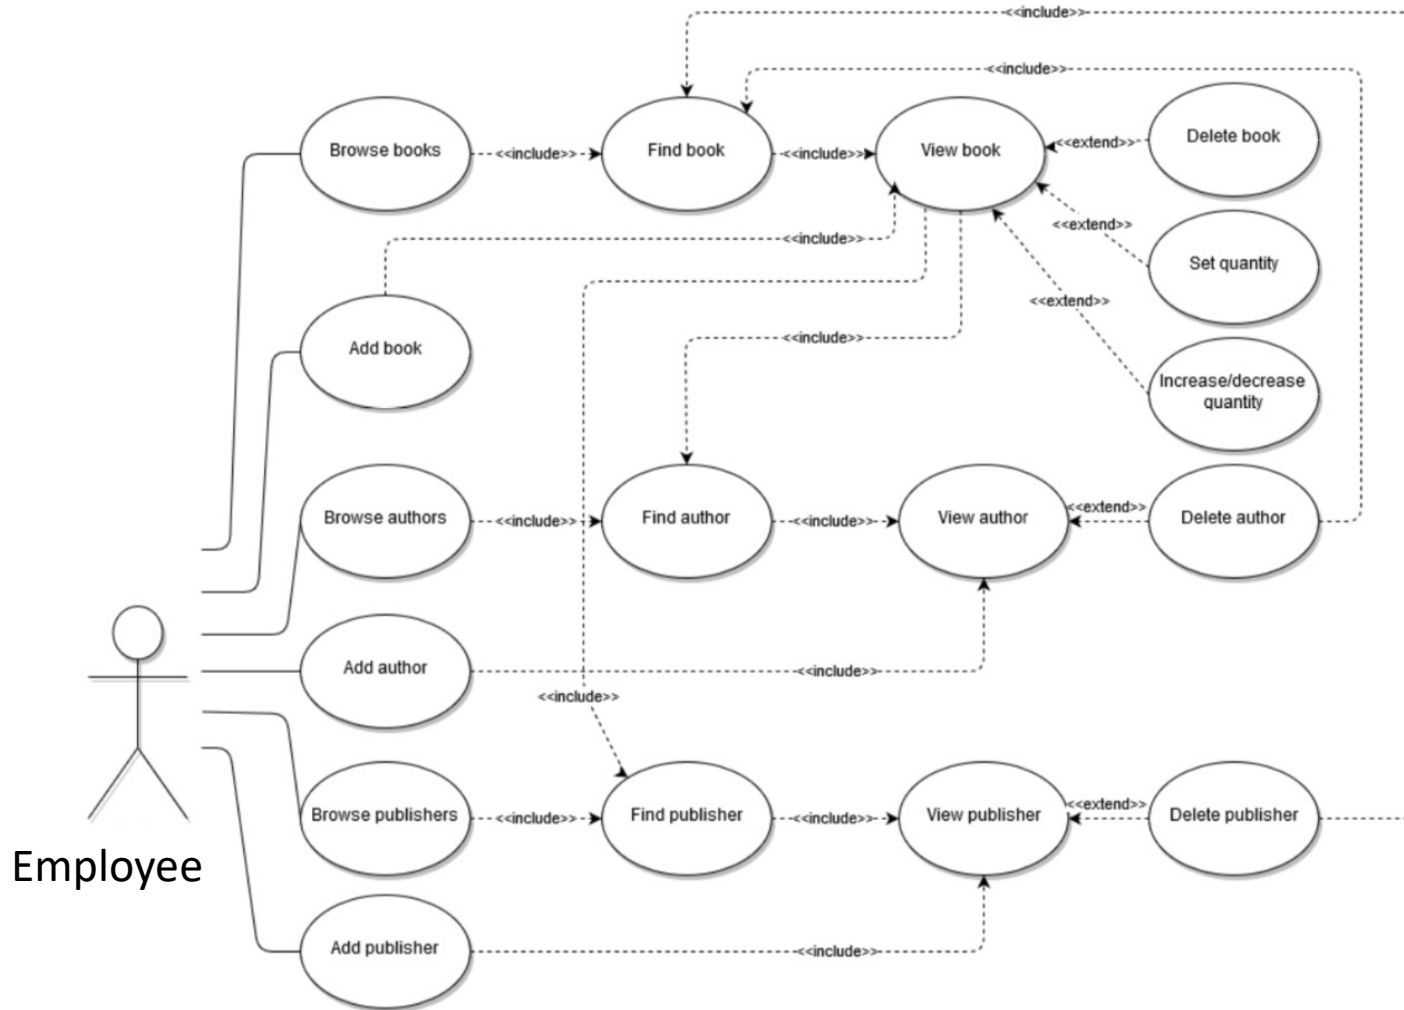 <<include>>
<<include>>
Browse books
<<include>>
Find book
<<include>>
View book
<<extend>>
Delete book
<<extend>>
Set quantity
<<include>>
<<extend>>
Add book
<<include>>
Increase/decrease
quantity
Browse authors
<<include>>
Find author
<<include>>
View author
<<extend>>
Delete author
Add author
<<include>>
<<include>>
Browse publishers
<<include>>
Find publisher
<<include>>
View publisher
<<extend>>
Delete publisher
Employee
Add publisher
<<include>>